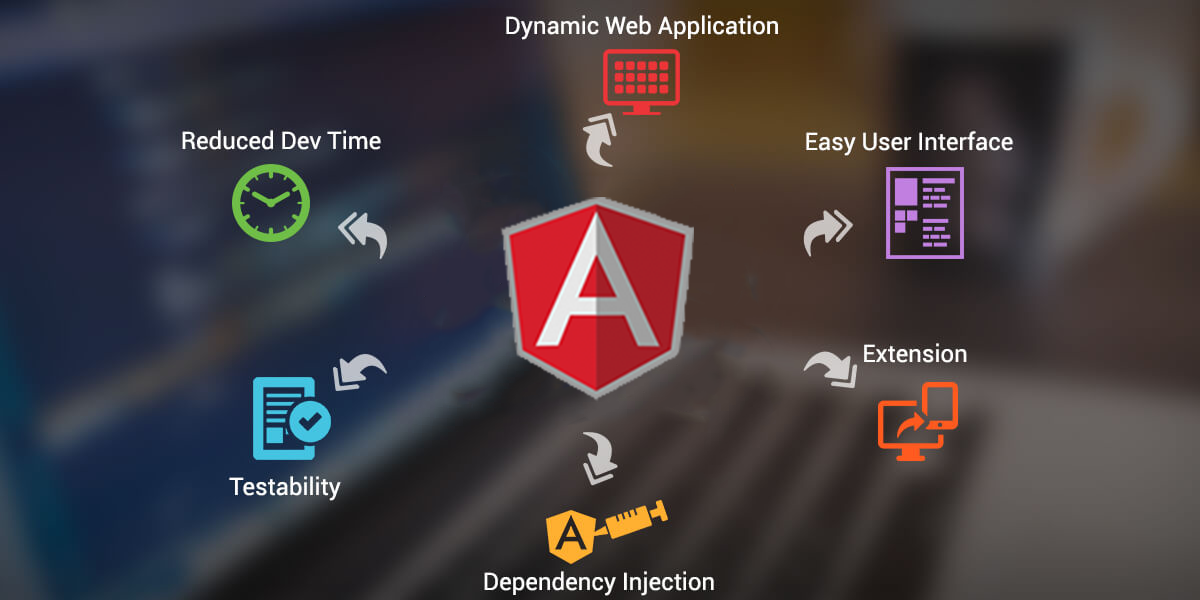 Dynamic Web Application
Reduced Dev Time
Easy User Interface
A
Extension
Testability
A
Dependency Injection